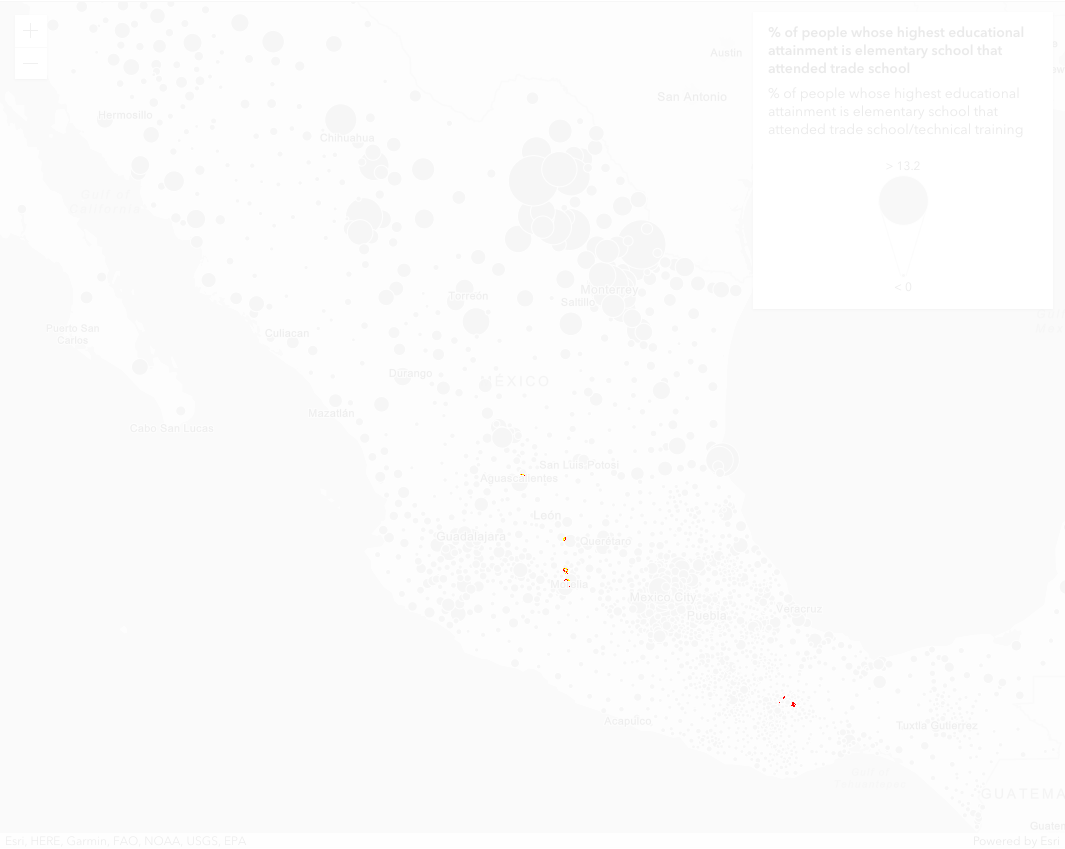 +
−
Austin
San Antonio
% of people whose highest educational
attainment is elementary school that
attended trade school
% of people whose highest educational
attainment is elementary school that
attended trade school/technical training
> 13.2
< 0
Hermosillo
Chihuahua
Monterrey
Saltillo
Torreón
Puerto San
Carlos
Culiacan
Durango
MEXICO
Mazatlán
Cabo San Lucas
San Luis Potosí
Aguascalientes
León
Guadalajara
Querétaro
Morelia
Mexico City
Puebla
Veracruz
Acapulco
Tuxtla Gutierrez
GUATEMA
Guatem
Esri, HERE, Garmin, FAO, NOAA, USGS, EPA
Powered by Esri